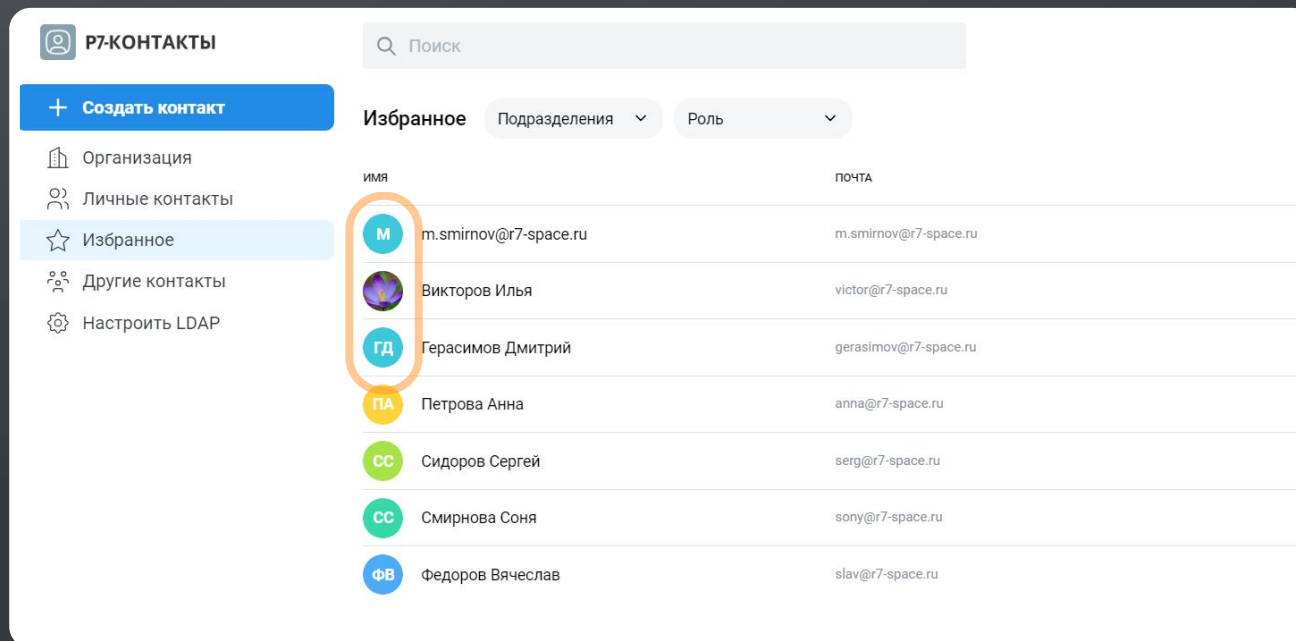 Р7-КОНТАКТЫ
Поиск
Создать контакт
Организация
Личные контакты
Избранное
Другие контакты
Настроить LDAP
Избранное Подразделения Роль
ИМЯ ПОЧТА
М m.smirnov@r7-space.ru m.smirnov@r7-space.ru
Викторов Илья victor@r7-space.ru
ГД Герасимов Дмитрий gerasimov@r7-space.ru
ПА Петрова Анна anna@r7-space.ru
СС Сидоров Сергей serg@r7-space.ru
СС Смирнова Соня sony@r7-space.ru
ФВ Федоров Вячеслав slav@r7-space.ru